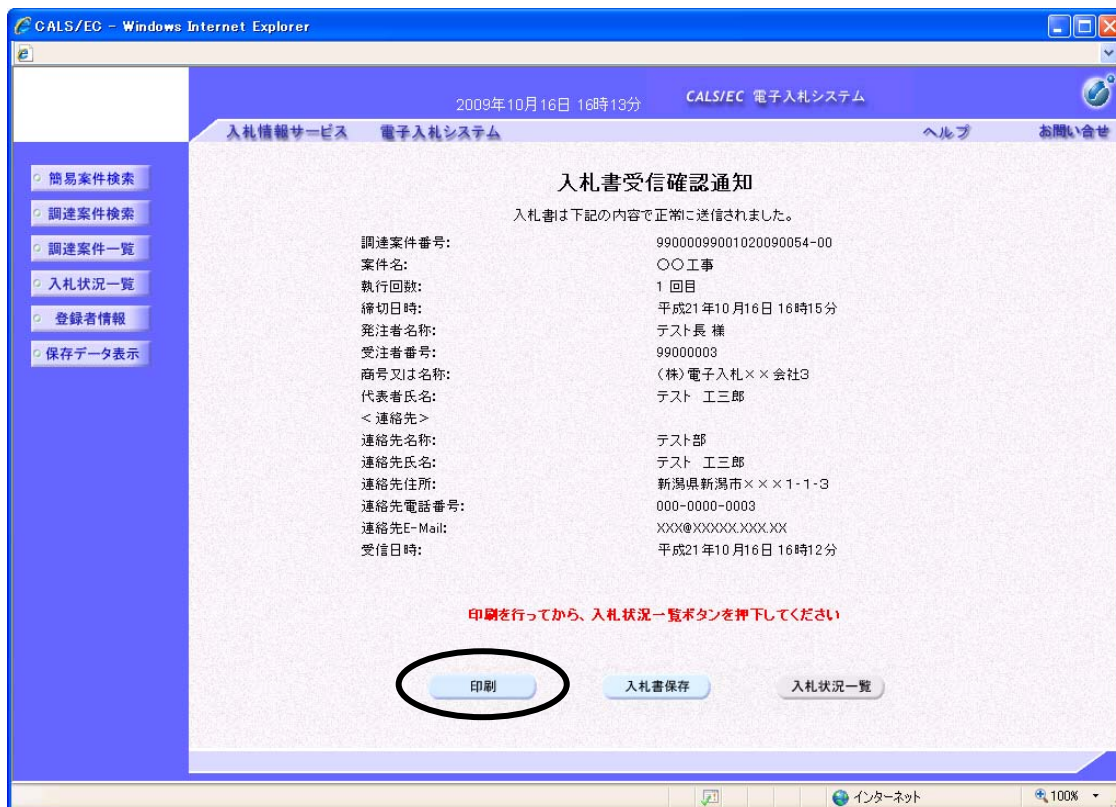 CALS/EC - Windows Internet Explorer
2009年10月16日 16時13分
CALS/EC 電子入札システム
入札情報サービス 電子入札システム ヘルプ お問い合せ
簡易案件検索
調達案件検索
調達案件一覧
入札状況一覧
登録者情報
保存データ表示
入札書受信確認通知
入札書は下記の内容で正常に送信されました。
調達案件番号: 99000099001020090054-00
案件名: 〇〇工事
執行回数: 1 回目
締切日時: 平成21年10月16日 16時15分
発注者名称: テスト長 様
受注者番号: 99000003
商号又は名称: (株)電子入札××会社3
代表者氏名: テスト 工三郎
<連絡先>
連絡先名称: テスト部
連絡先氏名: テスト 工三郎
連絡先住所: 新潟県新潟市×××1-1-3
連絡先電話番号: 000-0000-0003
連絡先E-Mail: XXX@XXXXX.XXX.XX
受信日時: 平成21年10月16日 16時12分
印刷を行ってから、入札状況一覧ボタンを押下してください
印刷 入札書保存 入札状況一覧
インターネット 100%